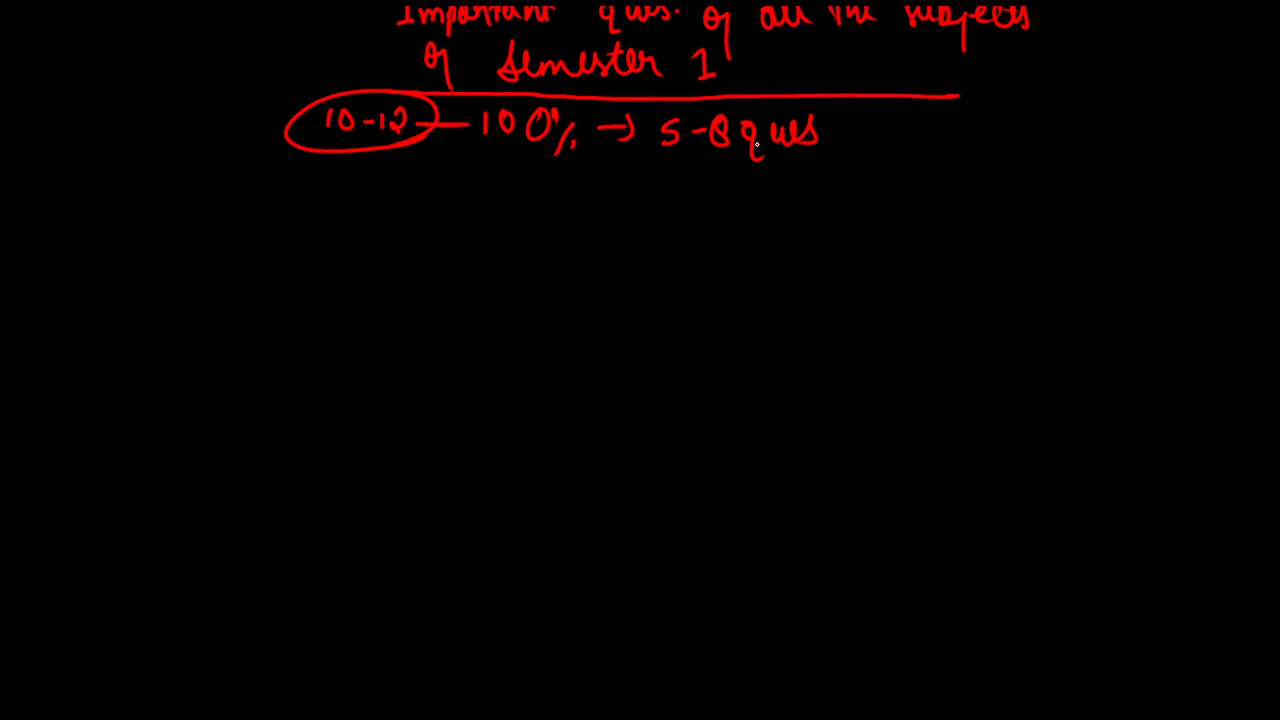 Important ques. of all the subjects
of Semester 1
10-12 — 100% → 5-8 ques